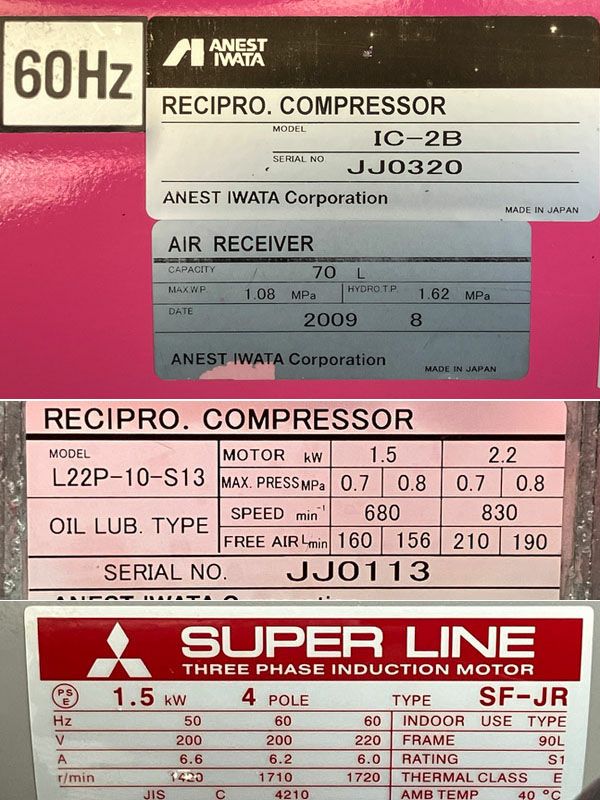 60Hz
ANEST
IWATA
RECIPRO. COMPRESSOR
MODEL IC-2B
SERIAL NO JJ0320
ANEST IWATA Corporation
MADE IN JAPAN
AIR RECEIVER
CAPACITY 70 L
MAX.W.P. 1.08 MPa HYDRO.T.P. 1.62 MPa
DATE 2009 8
ANEST IWATA Corporation
MADE IN JAPAN
RECIPRO. COMPRESSOR
MODEL
L22P-10-S13
MOTOR kW 1.5 2.2
MAX. PRESS MPa 0.7 0.8 0.7 0.8
OIL LUB. TYPE
SPEED min⁻¹ 680 830
FREE AIR L/min 160 156 210 190
SERIAL NO. JJ0113
SUPER LINE
THREE PHASE INDUCTION MOTOR
PSE 1.5 kW 4 POLE TYPE SF-JR
Hz 50 60 60 INDOOR USE TYPE
V 200 200 220 FRAME 90L
A 6.6 6.2 6.0 RATING S1
r/min 1420 1710 1720 THERMAL CLASS E
JIS C 4210 AMB TEMP 40 °C